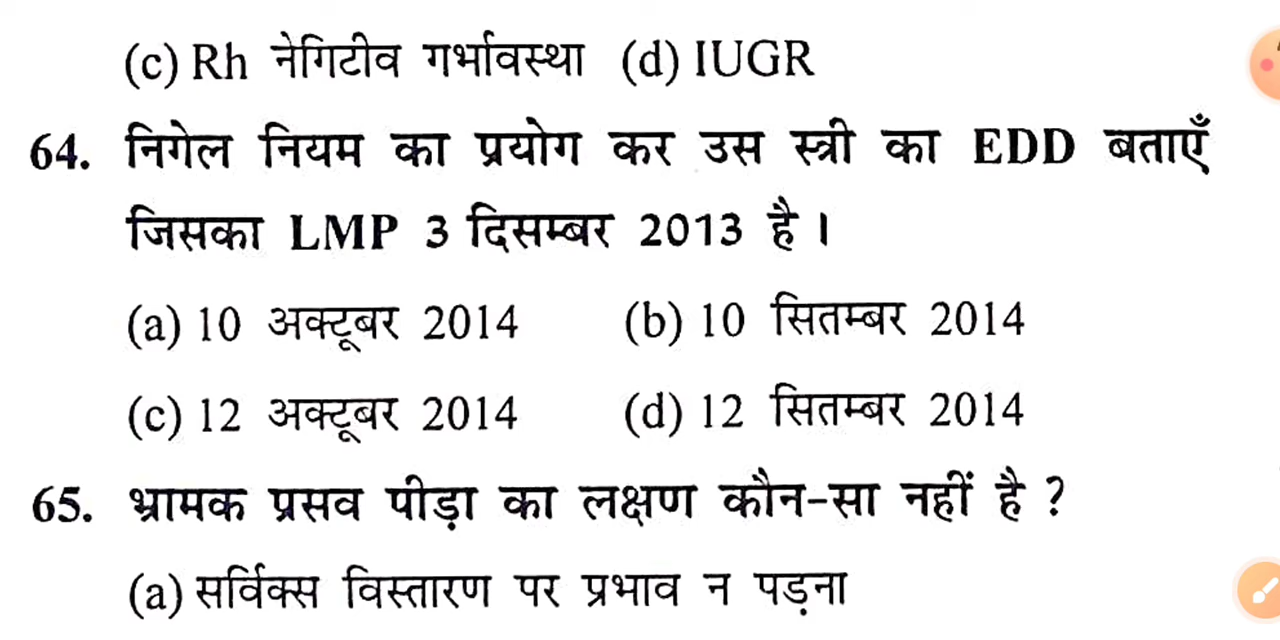 (c) Rh नेगिटीव गर्भावस्था (d) IUGR
64. निगेल नियम का प्रयोग कर उस स्त्री का EDD बताएँ
जिसका LMP 3 दिसम्बर 2013 है ।
(a) 10 अक्टूबर 2014 (b) 10 सितम्बर 2014
(c) 12 अक्टूबर 2014 (d) 12 सितम्बर 2014
65. भ्रामक प्रसव पीड़ा का लक्षण कौन-सा नहीं है ?
(a) सर्विक्स विस्तारण पर प्रभाव न पड़ना